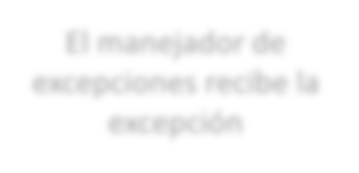 El manejador de
excepciones recibe la
excepción